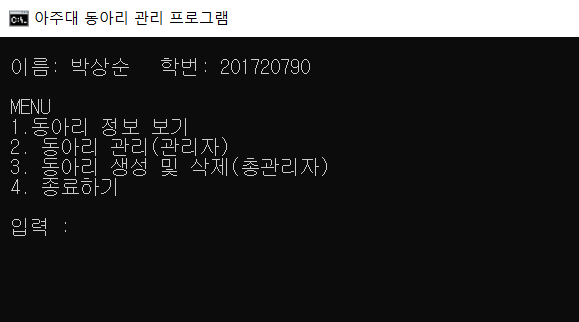 아주대 동아리 관리 프로그램
이름: 박상순 학번: 201720790
MENU
1.동아리 정보 보기
2. 동아리 관리(관리자)
3. 동아리 생성 및 삭제(총관리자)
4. 종료하기
입력 :